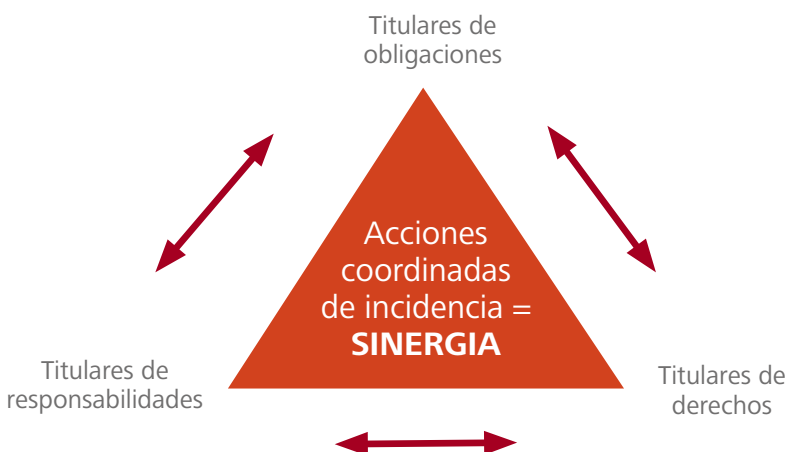 Titulares de
obligaciones
Acciones
coordinadas
de incidencia =
SINERGIA
Titulares de
responsabilidades
Titulares de
derechos